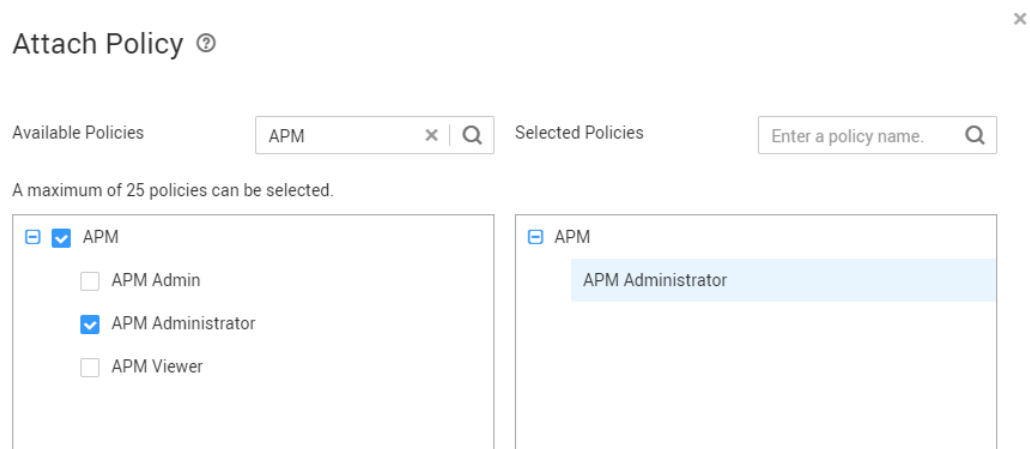 Attach Policy
Available Policies
APM
Selected Policies
Enter a policy name.
A maximum of 25 policies can be selected.
APM
APM Admin
APM Administrator
APM Viewer
APM
APM Administrator